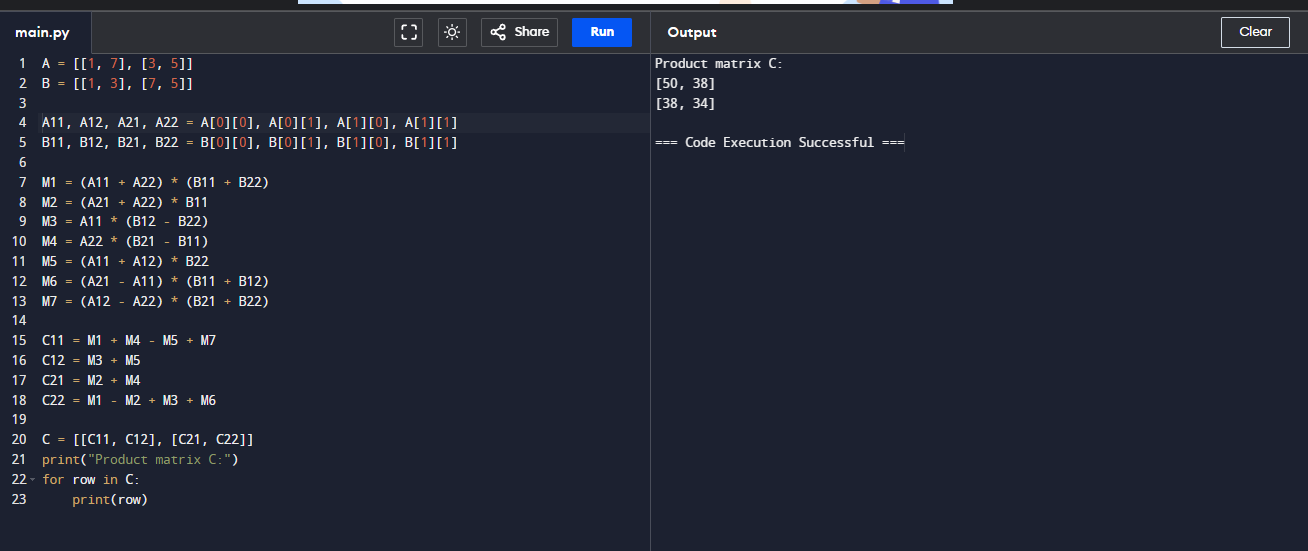 main.py
Share
Run
Output
Clear
1 A = [[1, 7], [3, 5]]
2 B = [[1, 3], [7, 5]]
3
4 A11, A12, A21, A22 = A[0][0], A[0][1], A[1][0], A[1][1]
5 B11, B12, B21, B22 = B[0][0], B[0][1], B[1][0], B[1][1]
6
7 M1 = (A11 + A22) * (B11 + B22)
8 M2 = (A21 + A22) * B11
9 M3 = A11 * (B12 - B22)
10 M4 = A22 * (B21 - B11)
11 M5 = (A11 + A12) * B22
12 M6 = (A21 - A11) * (B11 + B12)
13 M7 = (A12 - A22) * (B21 + B22)
14
15 C11 = M1 + M4 - M5 + M7
16 C12 = M3 + M5
17 C21 = M2 + M4
18 C22 = M1 - M2 + M3 + M6
19
20 C = [[C11, C12], [C21, C22]]
21 print("Product matrix C:")
22 for row in C:
23     print(row)
Product matrix C:
[50, 38]
[38, 34]
=== Code Execution Successful ===